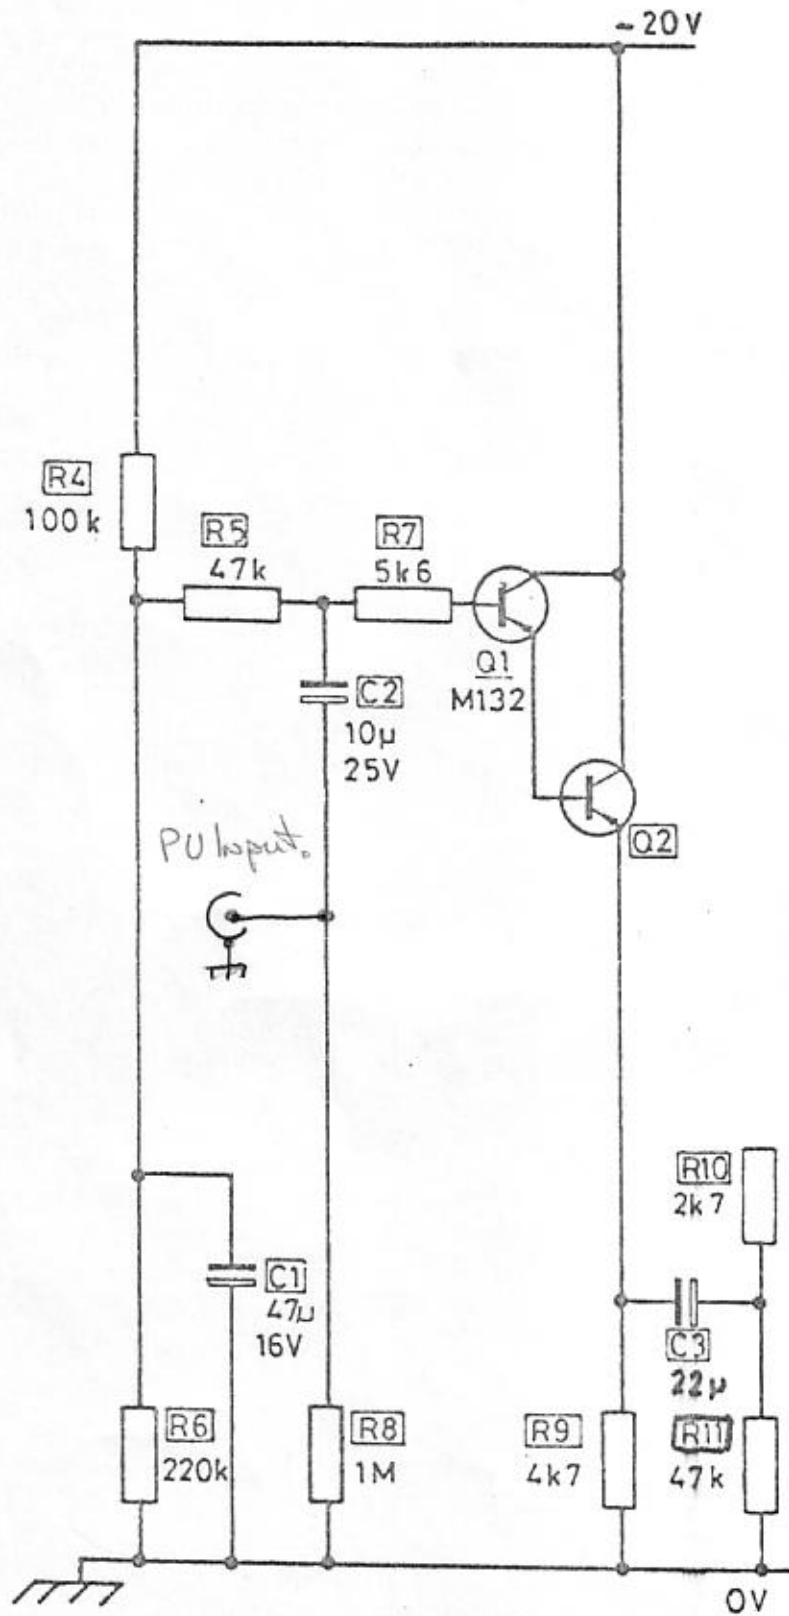 ~20V
R4
100k
R5
47k
R7
5k6
Q1
M132
C2
10µ
25V
Q2
PU Input.
R10
2k7
C1
47µ
16V
C3
22µ
R6
220k
R8
1M
R9
4k7
R11
47k
0V